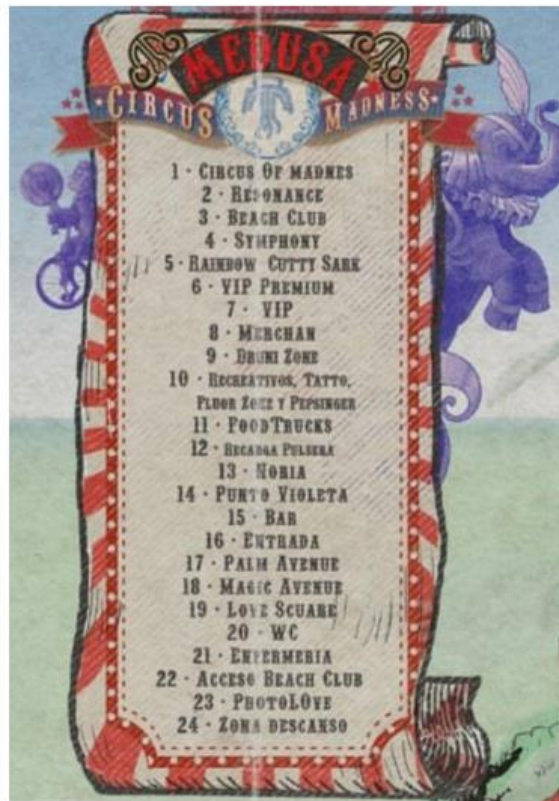 MEDUSA
·CIRCUS MADNESS·
1 · CIRCUS OF MADNES
2 · RESONANCE
3 · BEACH CLUB
4 · SYMPHONY
5 · RAINBOW CUTTY SARK
6 · VIP PREMIUM
7 · VIP
8 · MERCHAN
9 · ZONE
10 · RECREATIVOS, TATTO,
FLUOR ZONE Y PEPSINGER
11 · FOODTRUCKS
12 · RECARGA PULSERA
13 · NORIA
14 · PUNTO VIOLETA
15 · BAR
16 · ENTRADA
17 · PALM AVENUE
18 · MAGIC AVENUE
19 · LOVE SCUARE
20 · WC
21 · ENFERMERIA
22 · ACCESO BEACH CLUB
23 · PHOTOLOVE
24 · ZONA DESCANSO